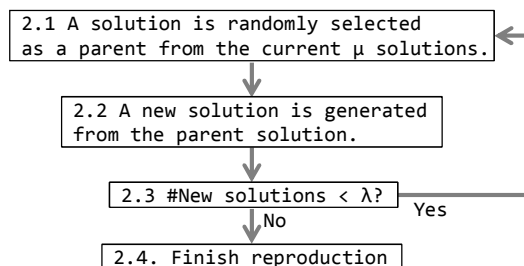 2.1 A solution is randomly selected
as a parent from the current μ solutions.
2.2 A new solution is generated
from the parent solution.
2.3 #New solutions < λ?
Yes
No
2.4. Finish reproduction